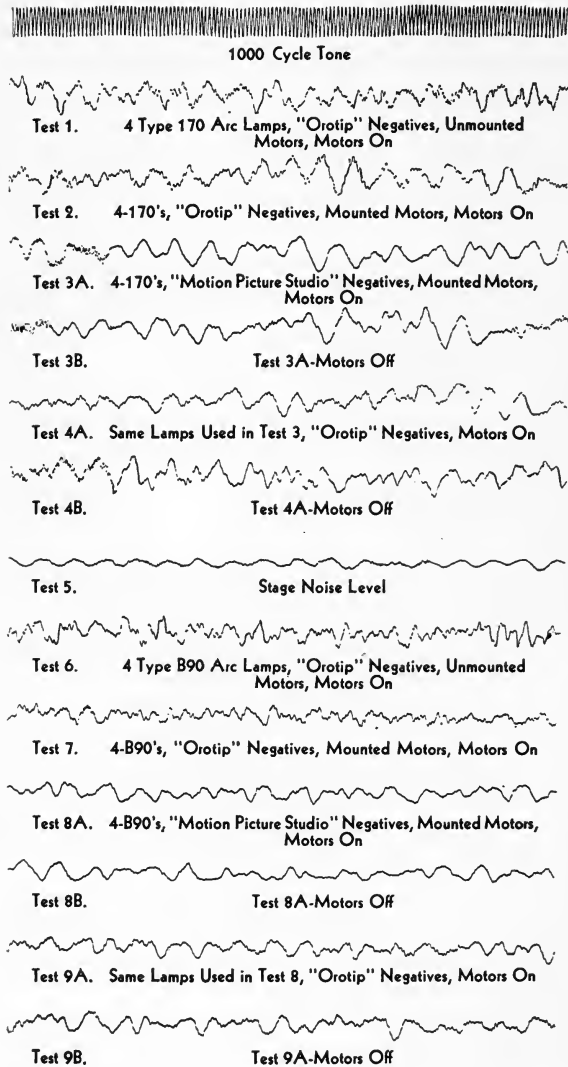 1000 Cycle Tone
Test 1. 4 Type 170 Arc Lamps, "Orotip" Negatives, Unmounted
Motors, Motors On
Test 2. 4-170's, "Orotip" Negatives, Mounted Motors, Motors On
Test 3A. 4-170's, "Motion Picture Studio" Negatives, Mounted Motors,
Motors On
Test 3B. Test 3A-Motors Off
Test 4A. Same Lamps Used in Test 3, "Orotip" Negatives, Motors On
Test 4B. Test 4A-Motors Off
Test 5. Stage Noise Level
Test 6. 4 Type B90 Arc Lamps, "Orotip" Negatives, Unmounted
Motors, Motors On
Test 7. 4-B90's, "Orotip" Negatives, Mounted Motors, Motors On
Test 8A. 4-B90's, "Motion Picture Studio" Negatives, Mounted Motors,
Motors On
Test 8B. Test 8A-Motors Off
Test 9A. Same Lamps Used in Test 8, "Orotip" Negatives, Motors On
Test 9B. Test 9A-Motors Off